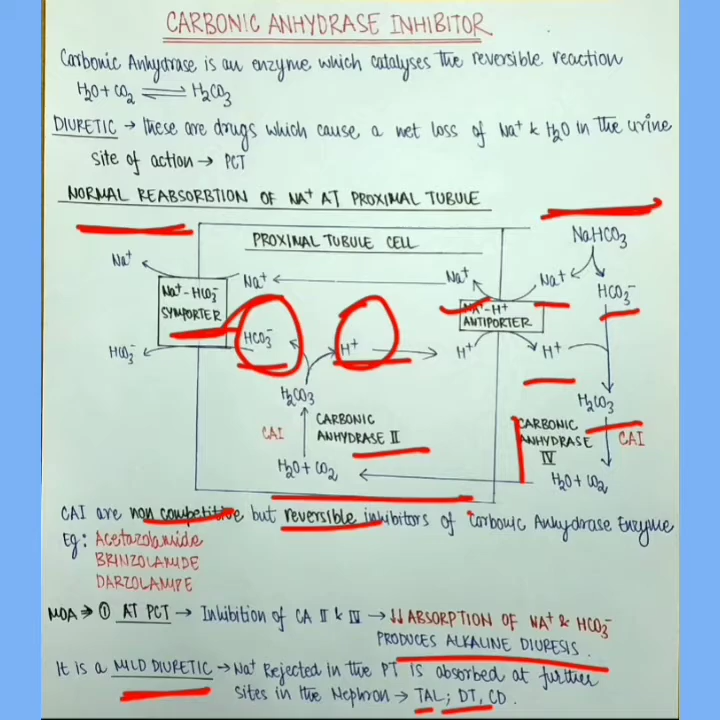 CARBONIC ANHYDRASE INHIBITOR
Carbonic Anhydrase is an enzyme which catalyses the reversible reaction
H₂O + CO₂ ⇌ H₂CO₃
DIURETIC → these are drugs which cause a net loss of Na⁺ & H₂O in the urine
site of action → PCT
NORMAL REABSORBTION OF NA⁺ AT PROXIMAL TUBULE
PROXIMAL TUBULE CELL
NaHCO₃
Na⁺
Na⁺
Na⁺
Na⁺
HCO₃⁻
Na⁺-HCO₃⁻
SYMPORTER
NA⁺-H⁺
ANTIPORTER
HCO₃⁻
HCO₃⁻
H⁺
H⁺
H⁺
H₂CO₃
H₂CO₃
CAI
CARBONIC
ANHYDRASE II
CARBONIC
ANHYDRASE
IV
CAI
H₂O + CO₂
H₂O + CO₂
CAI are non competitive but reversible inhibitors of Carbonic Anhydrase Enzyme
Eg: Acetazolamide
BRINZOLAMIDE
DARZOLAMIDE
MOA → ① AT PCT → Inhibition of CA II & IV → ↓↓ ABSORPTION OF NA⁺ & HCO₃⁻
PRODUCES ALKALINE DIURESIS.
It is a MILD DIURETIC → Na⁺ Rejected in the PT is absorbed at further
sites in the Nephron → TAL; DT, CD.